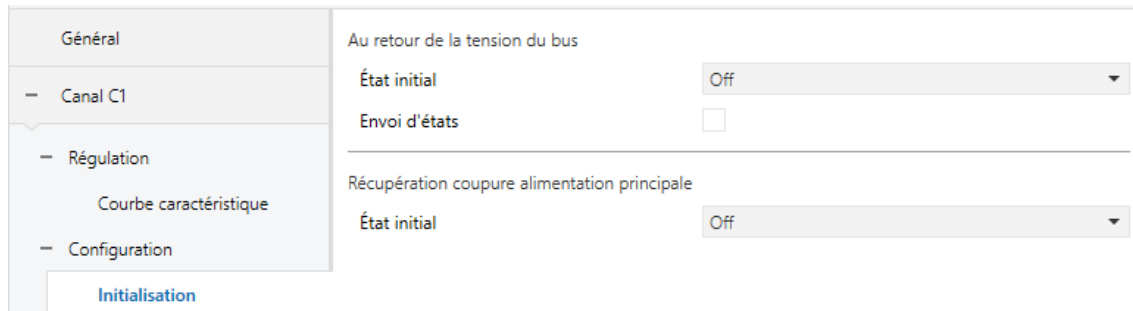 Général
Canal C1
Régulation
Courbe caractéristique
Configuration
Initialisation
Au retour de la tension du bus
État initial Off
Envoi d'états
Récupération coupure alimentation principale
État initial Off